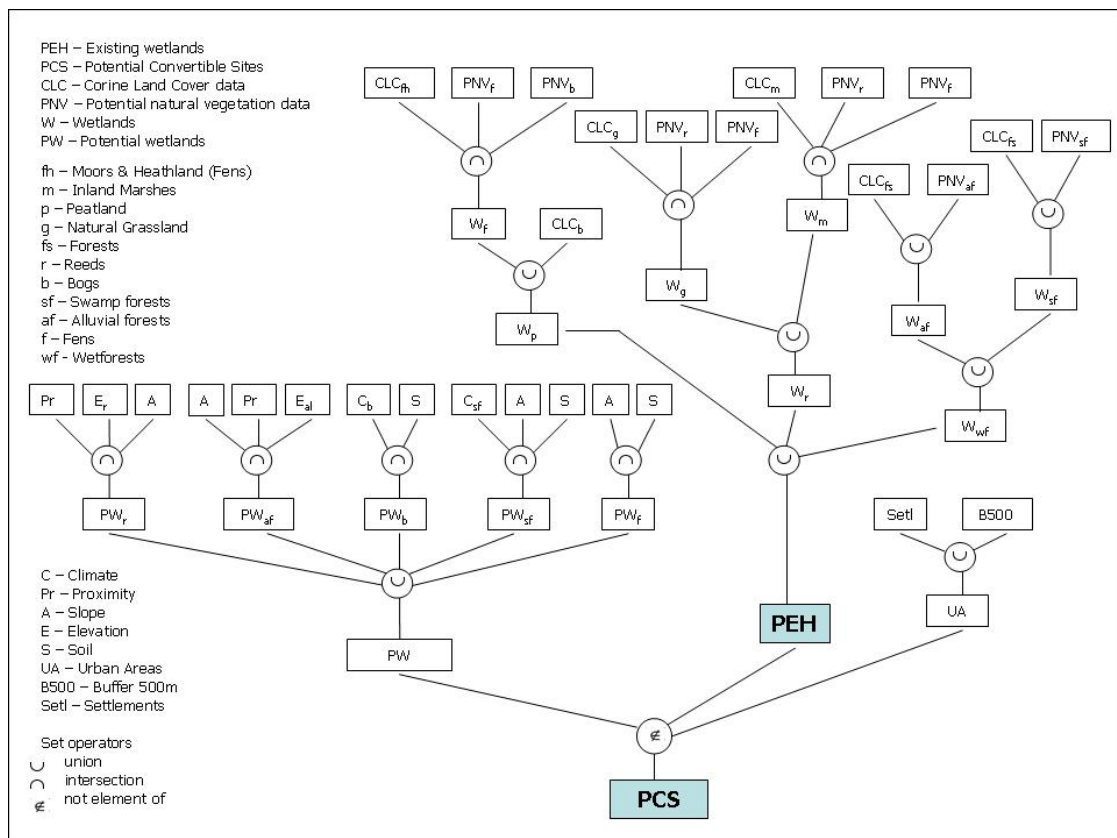 PEH – Existing wetlands
PCS – Potential Convertible Sites
CLC – Corine Land Cover data
PNV – Potential natural vegetation data
W – Wetlands
PW – Potential wetlands
fh – Moors & Heathland (Fens)
m – Inland Marshes
p – Peatland
g – Natural Grassland
fs – Forests
r – Reeds
b – Bogs
sf – Swamp forests
af – Alluvial forests
f – Fens
wf - Wetforests
CLCfh PNVf PNVb
CLCm PNVr PNVf
CLCg PNVr PNVf
CLCfs PNVsf
CLCfs PNVaf
∩
∩
∩
∪
∪
Wf CLCb
Wm
∪
Wg
Wsf
Waf
Wp
∪
∪
Wr
Wwf
∪
Pr Er A A Pr Eal Cb S Csf A S A S
∩ ∩ ∩ ∩ ∩
PWr PWaf PWb PWsf PWf
Setl B500
∪
∪
UA
PEH
PW
C – Climate
Pr – Proximity
A – Slope
E – Elevation
S – Soil
UA – Urban Areas
B500 – Buffer 500m
Setl – Settlements
∉
PCS
Set operators
∪ union
∩ intersection
∉ not element of